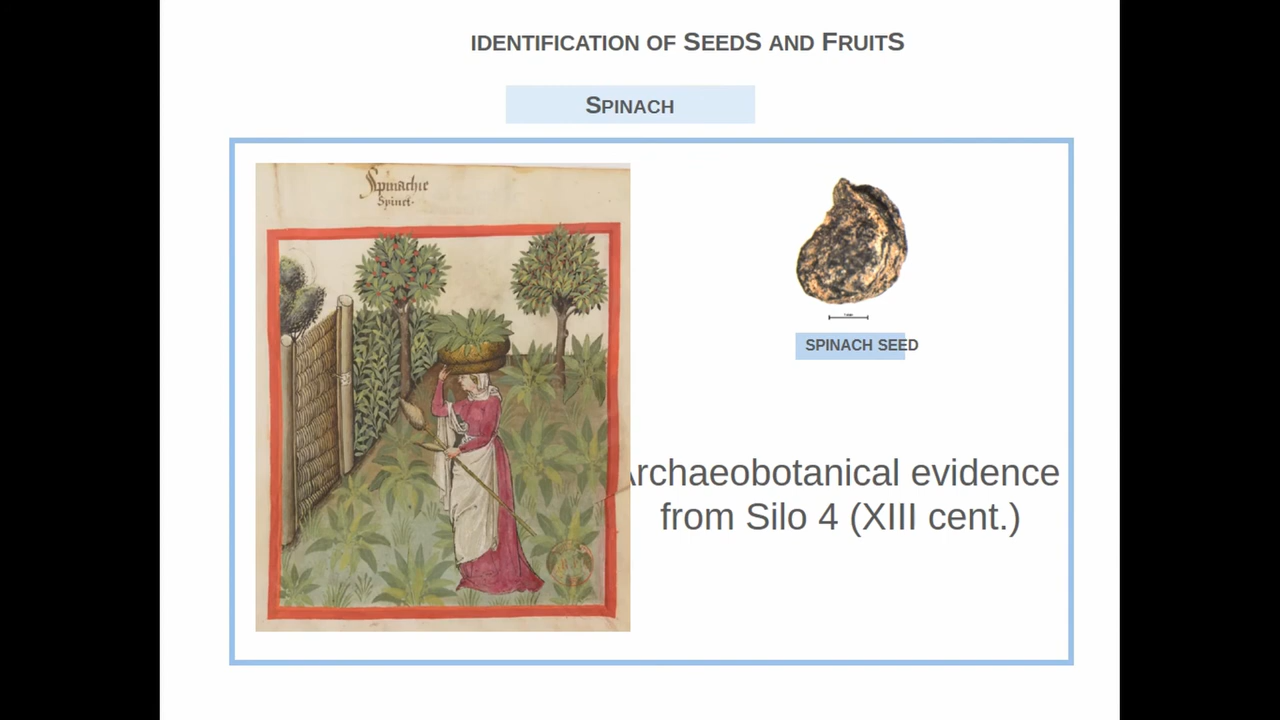 IDENTIFICATION OF SEEDS AND FRUITS
SPINACH
Spinachie
Spinet.
SPINACH SEED
Archaeobotanical evidence
from Silo 4 (XIII cent.)